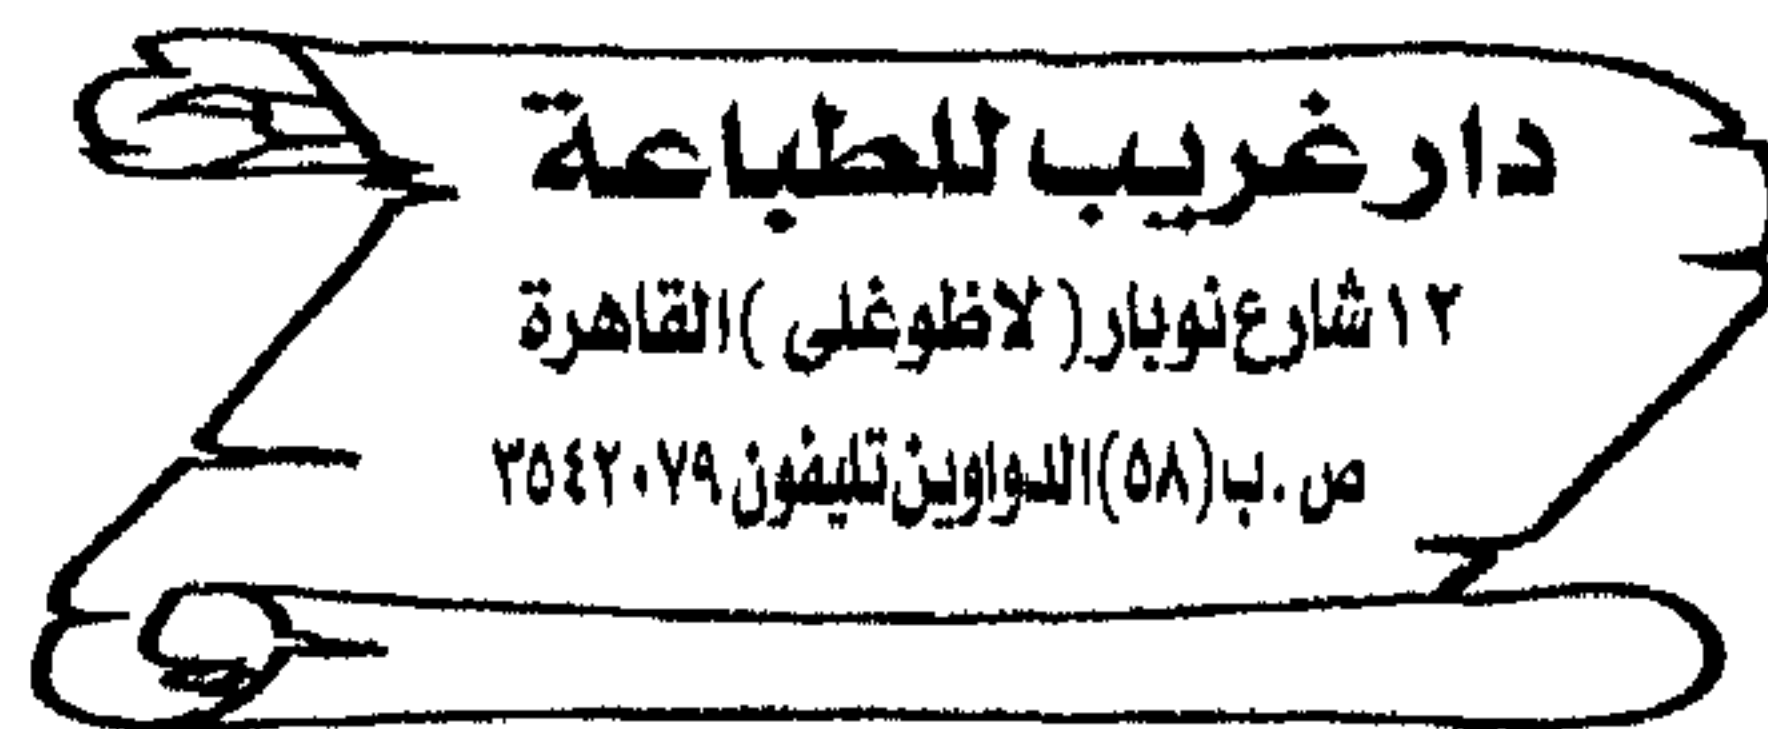 دار غريب للطباعة
١٢ شارع نوبار ( لاظوغلى ) القاهرة
ص . ب (٥٨) الدواوين تليفون ٣٥٤٢٠٧٩